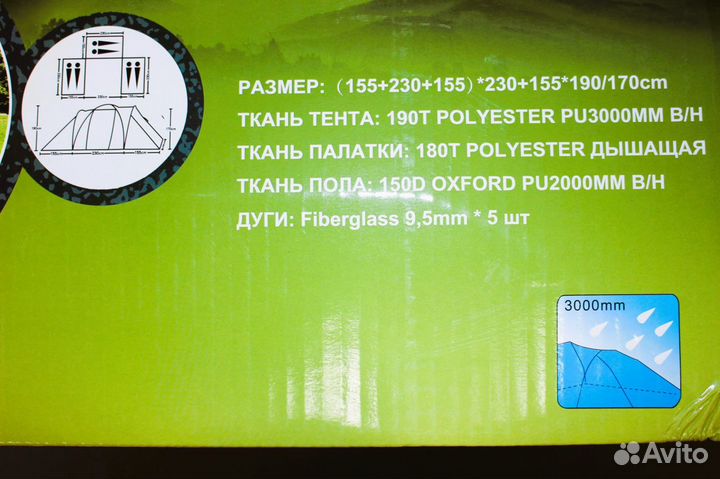 РАЗМЕР: (155+230+155)*230+155*190/170cm
ТКАНЬ ТЕНТА: 190T POLYESTER PU3000MM В/Н
ТКАНЬ ПАЛАТКИ: 180T POLYESTER ДЫШАЩАЯ
ТКАНЬ ПОЛА: 150D OXFORD PU2000MM В/Н
ДУГИ: Fiberglass 9,5mm * 5 шт
3000mm
Avito